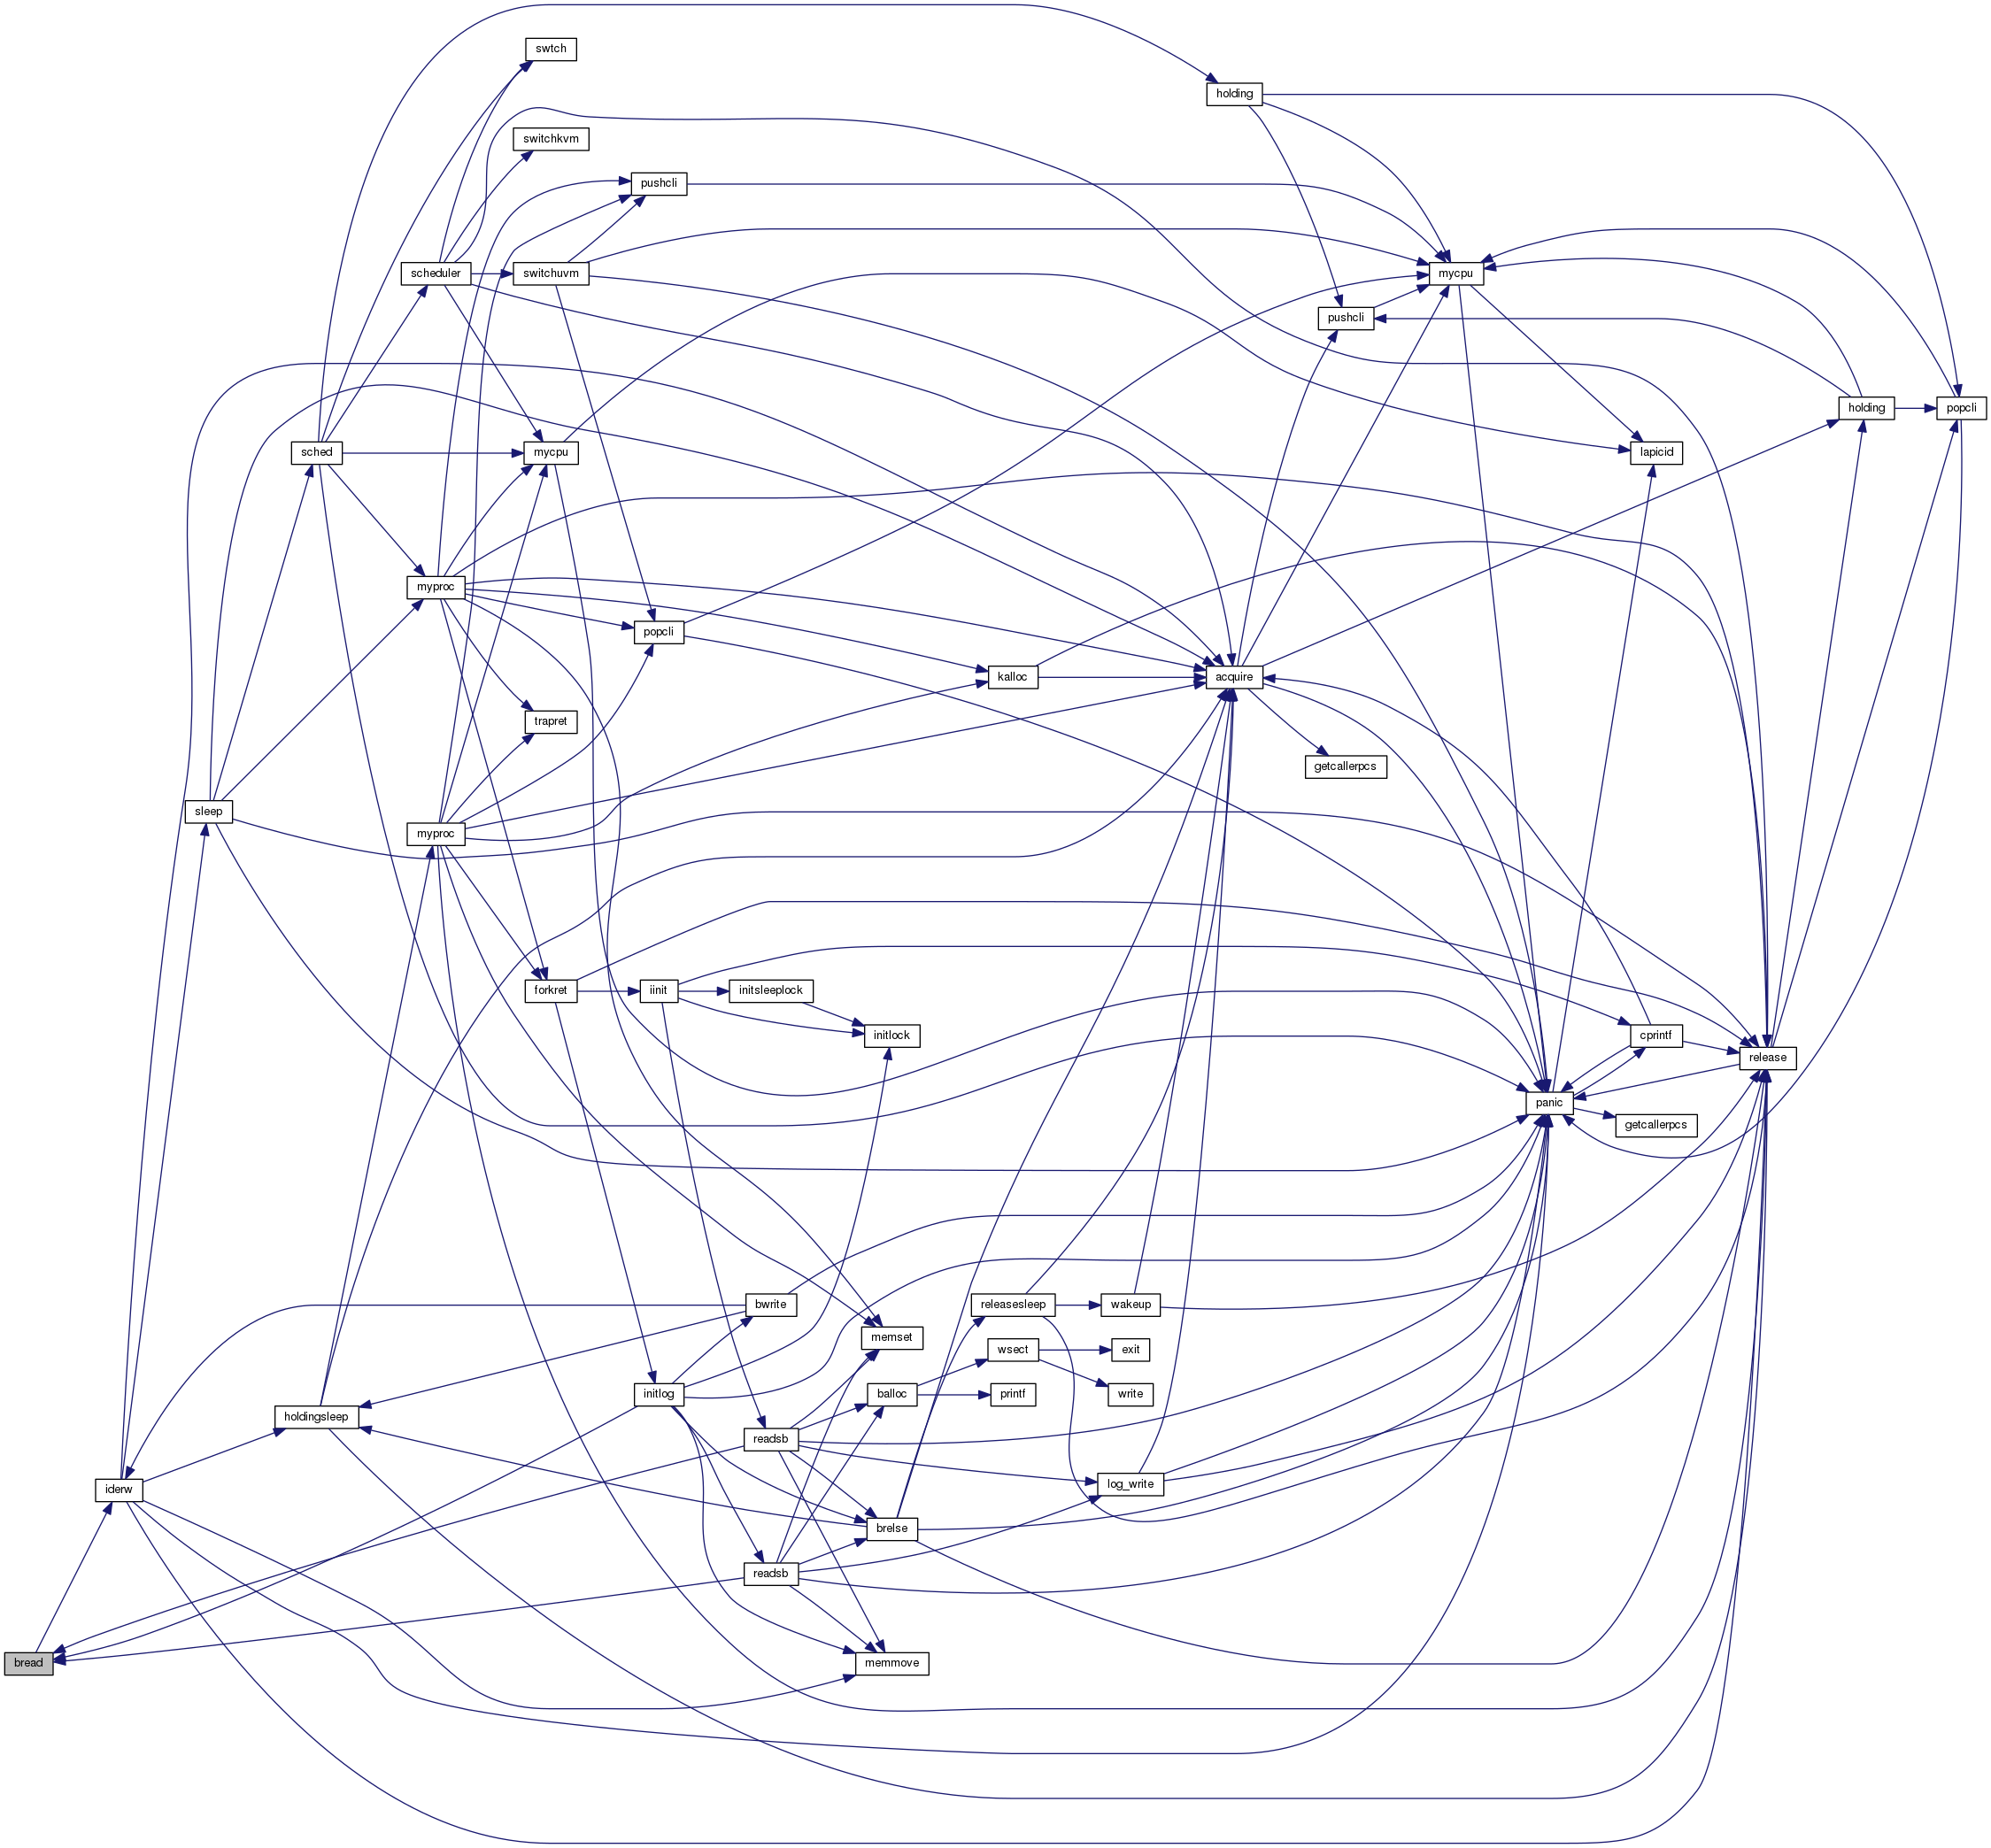 swtch
holding
switchkvm
pushcli
scheduler
switchuvm
mycpu
pushcli
holding
popcli
sched
mycpu
lapicid
myproc
popcli
kalloc
acquire
trapret
getcallerpcs
sleep
myproc
forkret
iinit
initsleeplock
initlock
cprintf
release
panic
getcallerpcs
bwrite
releasesleep
wakeup
memset
wsect
exit
initlog
balloc
printf
write
holdingsleep
readsb
log_write
iderw
brelse
readsb
bread
memmove